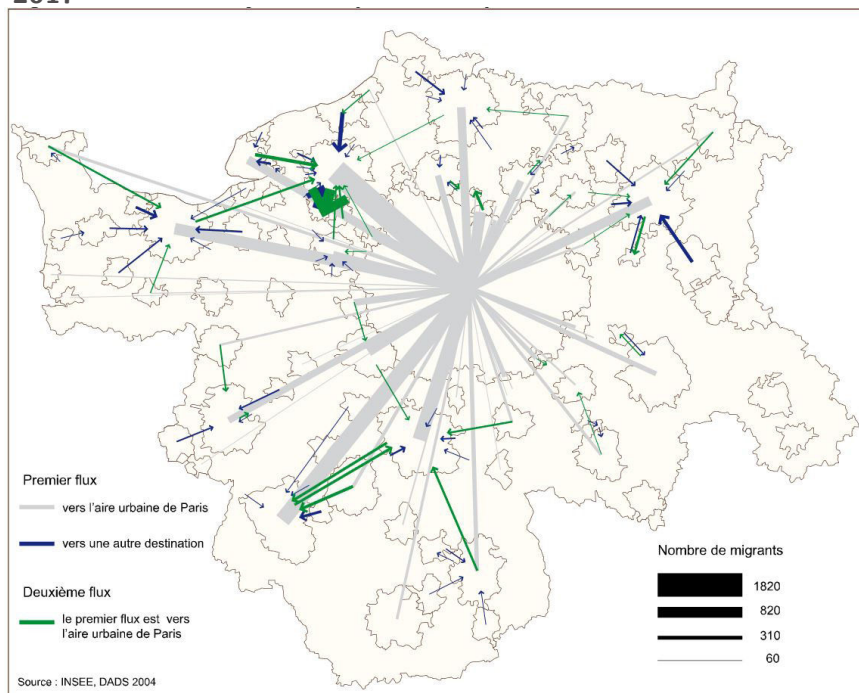 2017
Premier flux
vers l'aire urbaine de Paris
vers une autre destination
Deuxième flux
le premier flux est vers
l'aire urbaine de Paris
Source : INSEE, DADS 2004
Nombre de migrants
1820
820
310
60